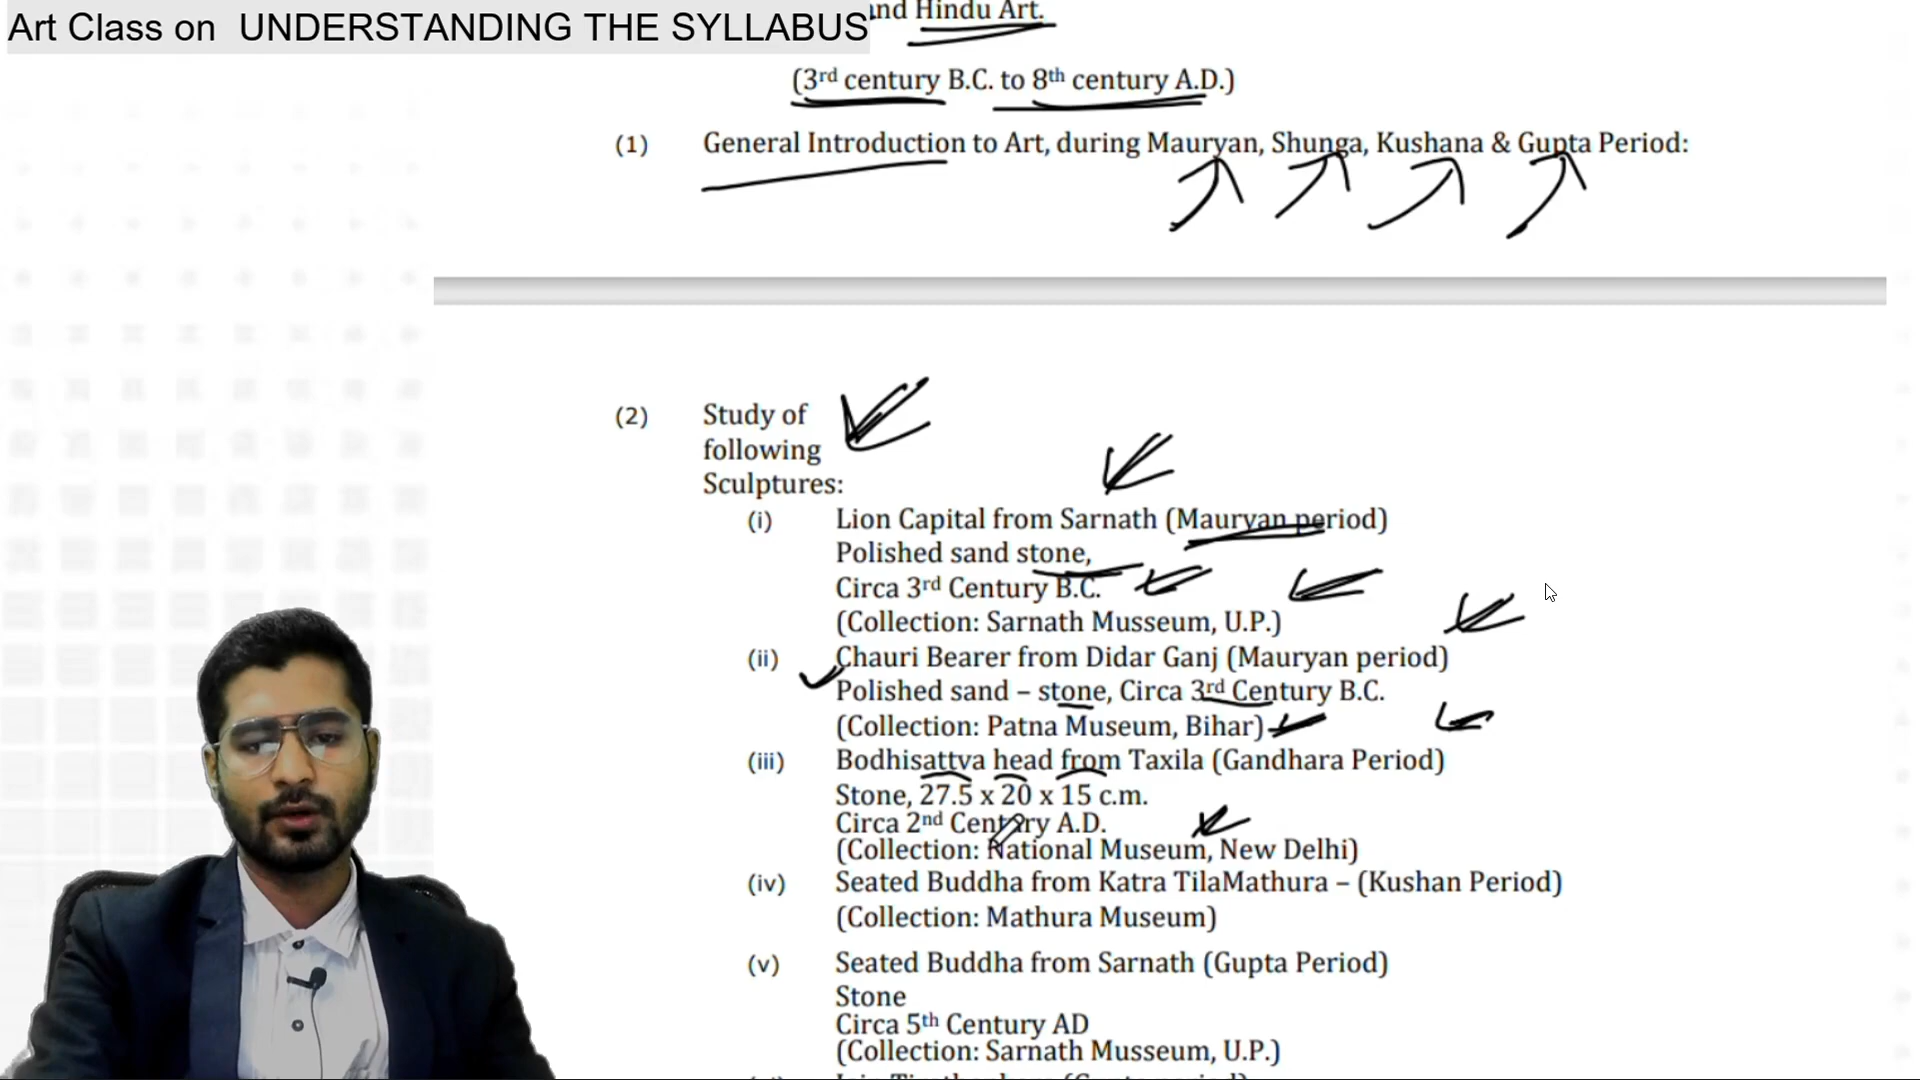 Art Class on UNDERSTANDING THE SYLLABUS
and Hindu Art.
(3rd century B.C. to 8th century A.D.)
(1) General Introduction to Art, during Mauryan, Shunga, Kushana & Gupta Period:
(2) Study of
following
Sculptures:
(i) Lion Capital from Sarnath (Mauryan period)
Polished sand stone,
Circa 3rd Century B.C.
(Collection: Sarnath Musseum, U.P.)
(ii) Chauri Bearer from Didar Ganj (Mauryan period)
Polished sand – stone, Circa 3rd Century B.C.
(Collection: Patna Museum, Bihar)
(iii) Bodhisattva head from Taxila (Gandhara Period)
Stone, 27.5 x 20 x 15 c.m.
Circa 2nd Century A.D.
(Collection: National Museum, New Delhi)
(iv) Seated Buddha from Katra TilaMathura – (Kushan Period)
(Collection: Mathura Museum)
(v) Seated Buddha from Sarnath (Gupta Period)
Stone
Circa 5th Century AD
(Collection: Sarnath Musseum, U.P.)